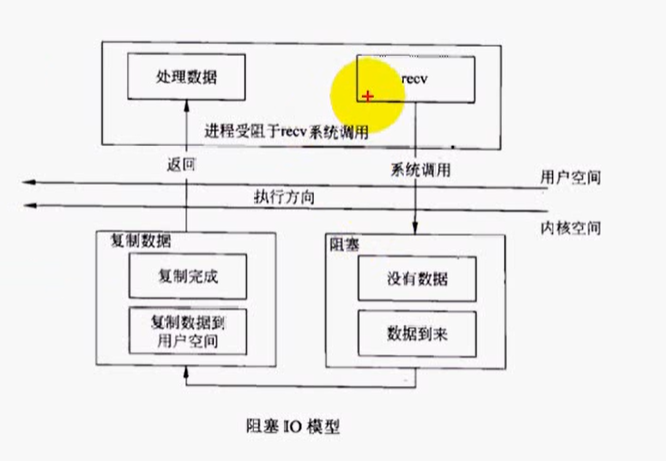 处理数据
recv
进程受阻于recv系统调用
返回
系统调用
用户空间
执行方向
内核空间
复制数据
阻塞
复制完成
没有数据
复制数据到
用户空间
数据到来
阻塞 IO 模型